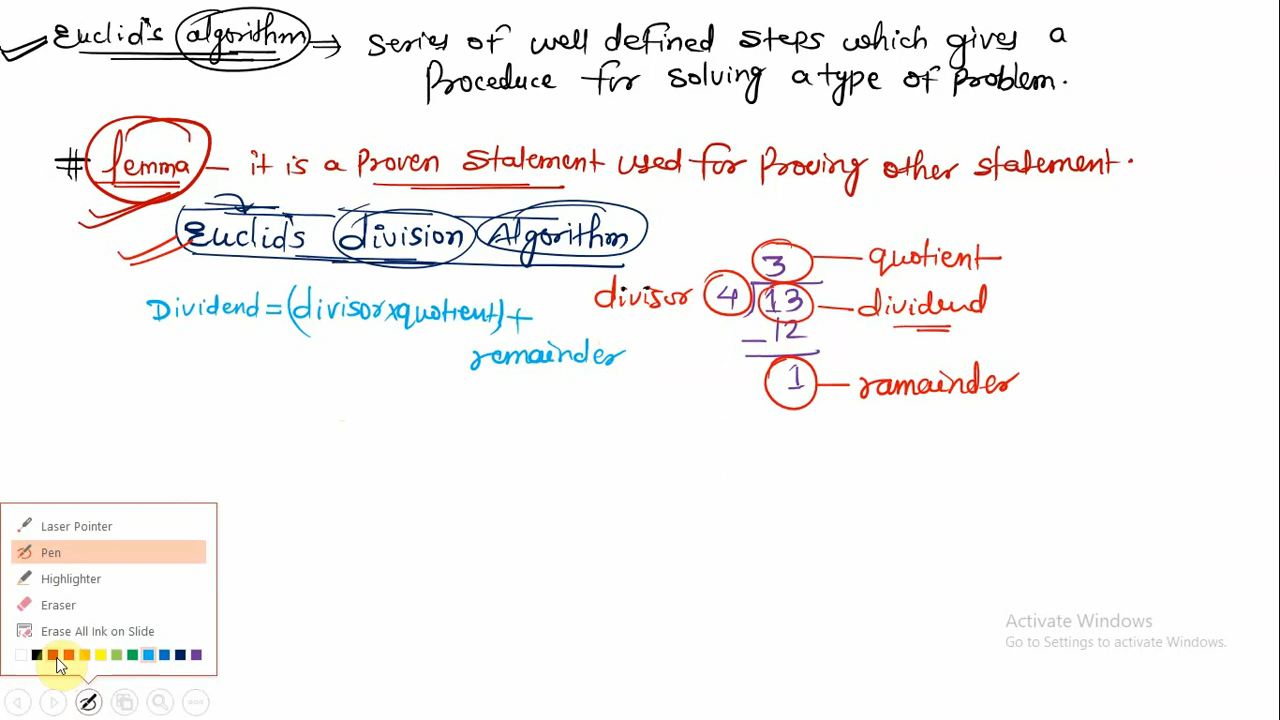 Euclid's algorithm ⇒ series of well defined steps which gives a
Proceduce for solving a type of Problem.
# lemma - it is a Proven statement used for Proving other statement.
Euclid's division Algorithm
3 — quotient
divisor 4 ) 13 — dividend
Dividend = (divisor x quotient) +
- 12
remainder
1 — ramainder
Laser Pointer
Pen
Highlighter
Eraser
Erase All Ink on Slide
Activate Windows
Go to Settings to activate Windows.